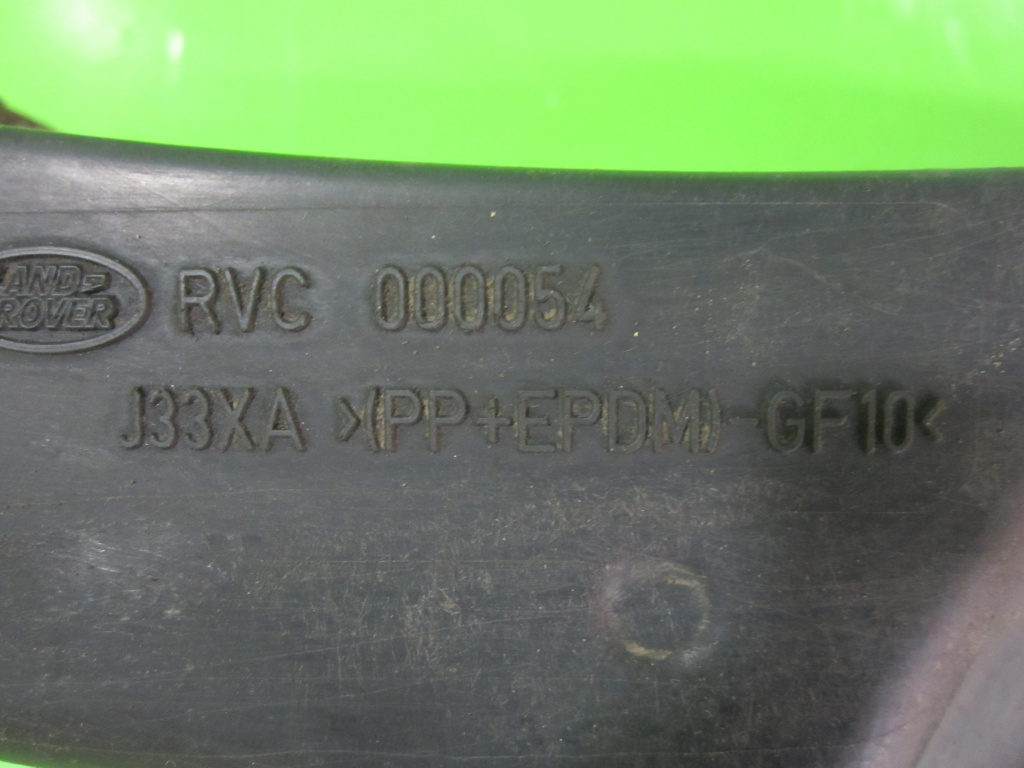 LAND-
ROVER
RVC 000054
J33XA >(PP+EPDM)-GF10<